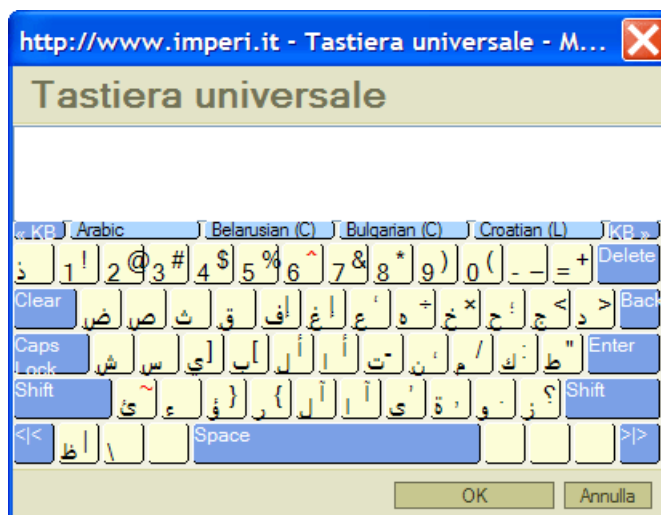 http://www.imperi.it - Tastiera universale - M...
Tastiera universale
« KB Arabic Belarusian (C) Bulgarian (C) Croatian (L) KB »
ذ 1 ! 2 @ 3 # 4 $ 5 % 6 ^ 7 & 8 * 9 ) 0 ( - _ = + Delete
Clear ض ص ث ق ف إ غ إ ع ‘ ه ÷ خ × ح ؛ ج < د > Back
Caps Lock ش س ي ] ب [ ل أ ا أ ت - ن ، م / ك : ط " Enter
Shift ئ ~ ء ؤ } ر { ل آ ا آ ى ' ة , و . ز ؟ Shift
<|< ظ | \ Space >|>
OK Annulla